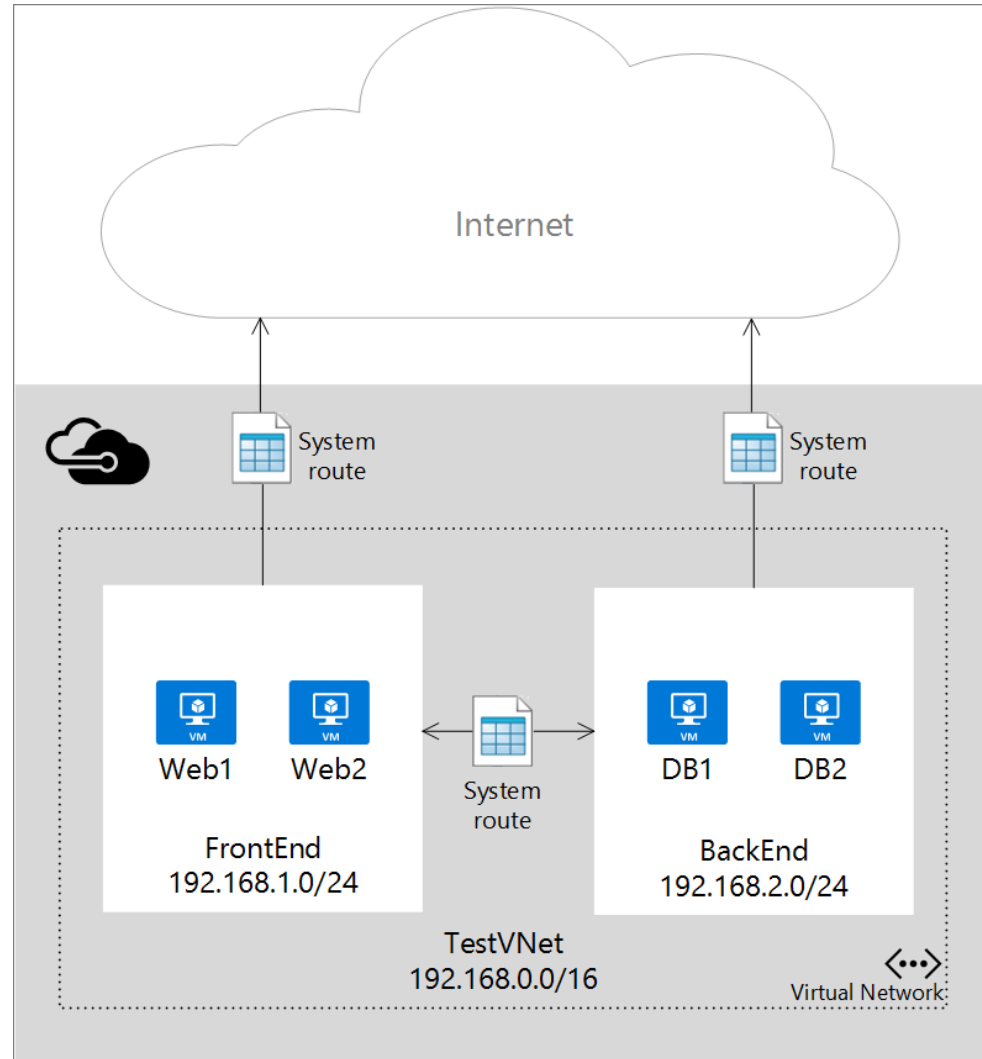 Internet
System
route
System
route
VM
VM
VM
VM
Web1
Web2
DB1
DB2
System
route
FrontEnd
192.168.1.0/24
BackEnd
192.168.2.0/24
TestVNet
192.168.0.0/16
Virtual Network